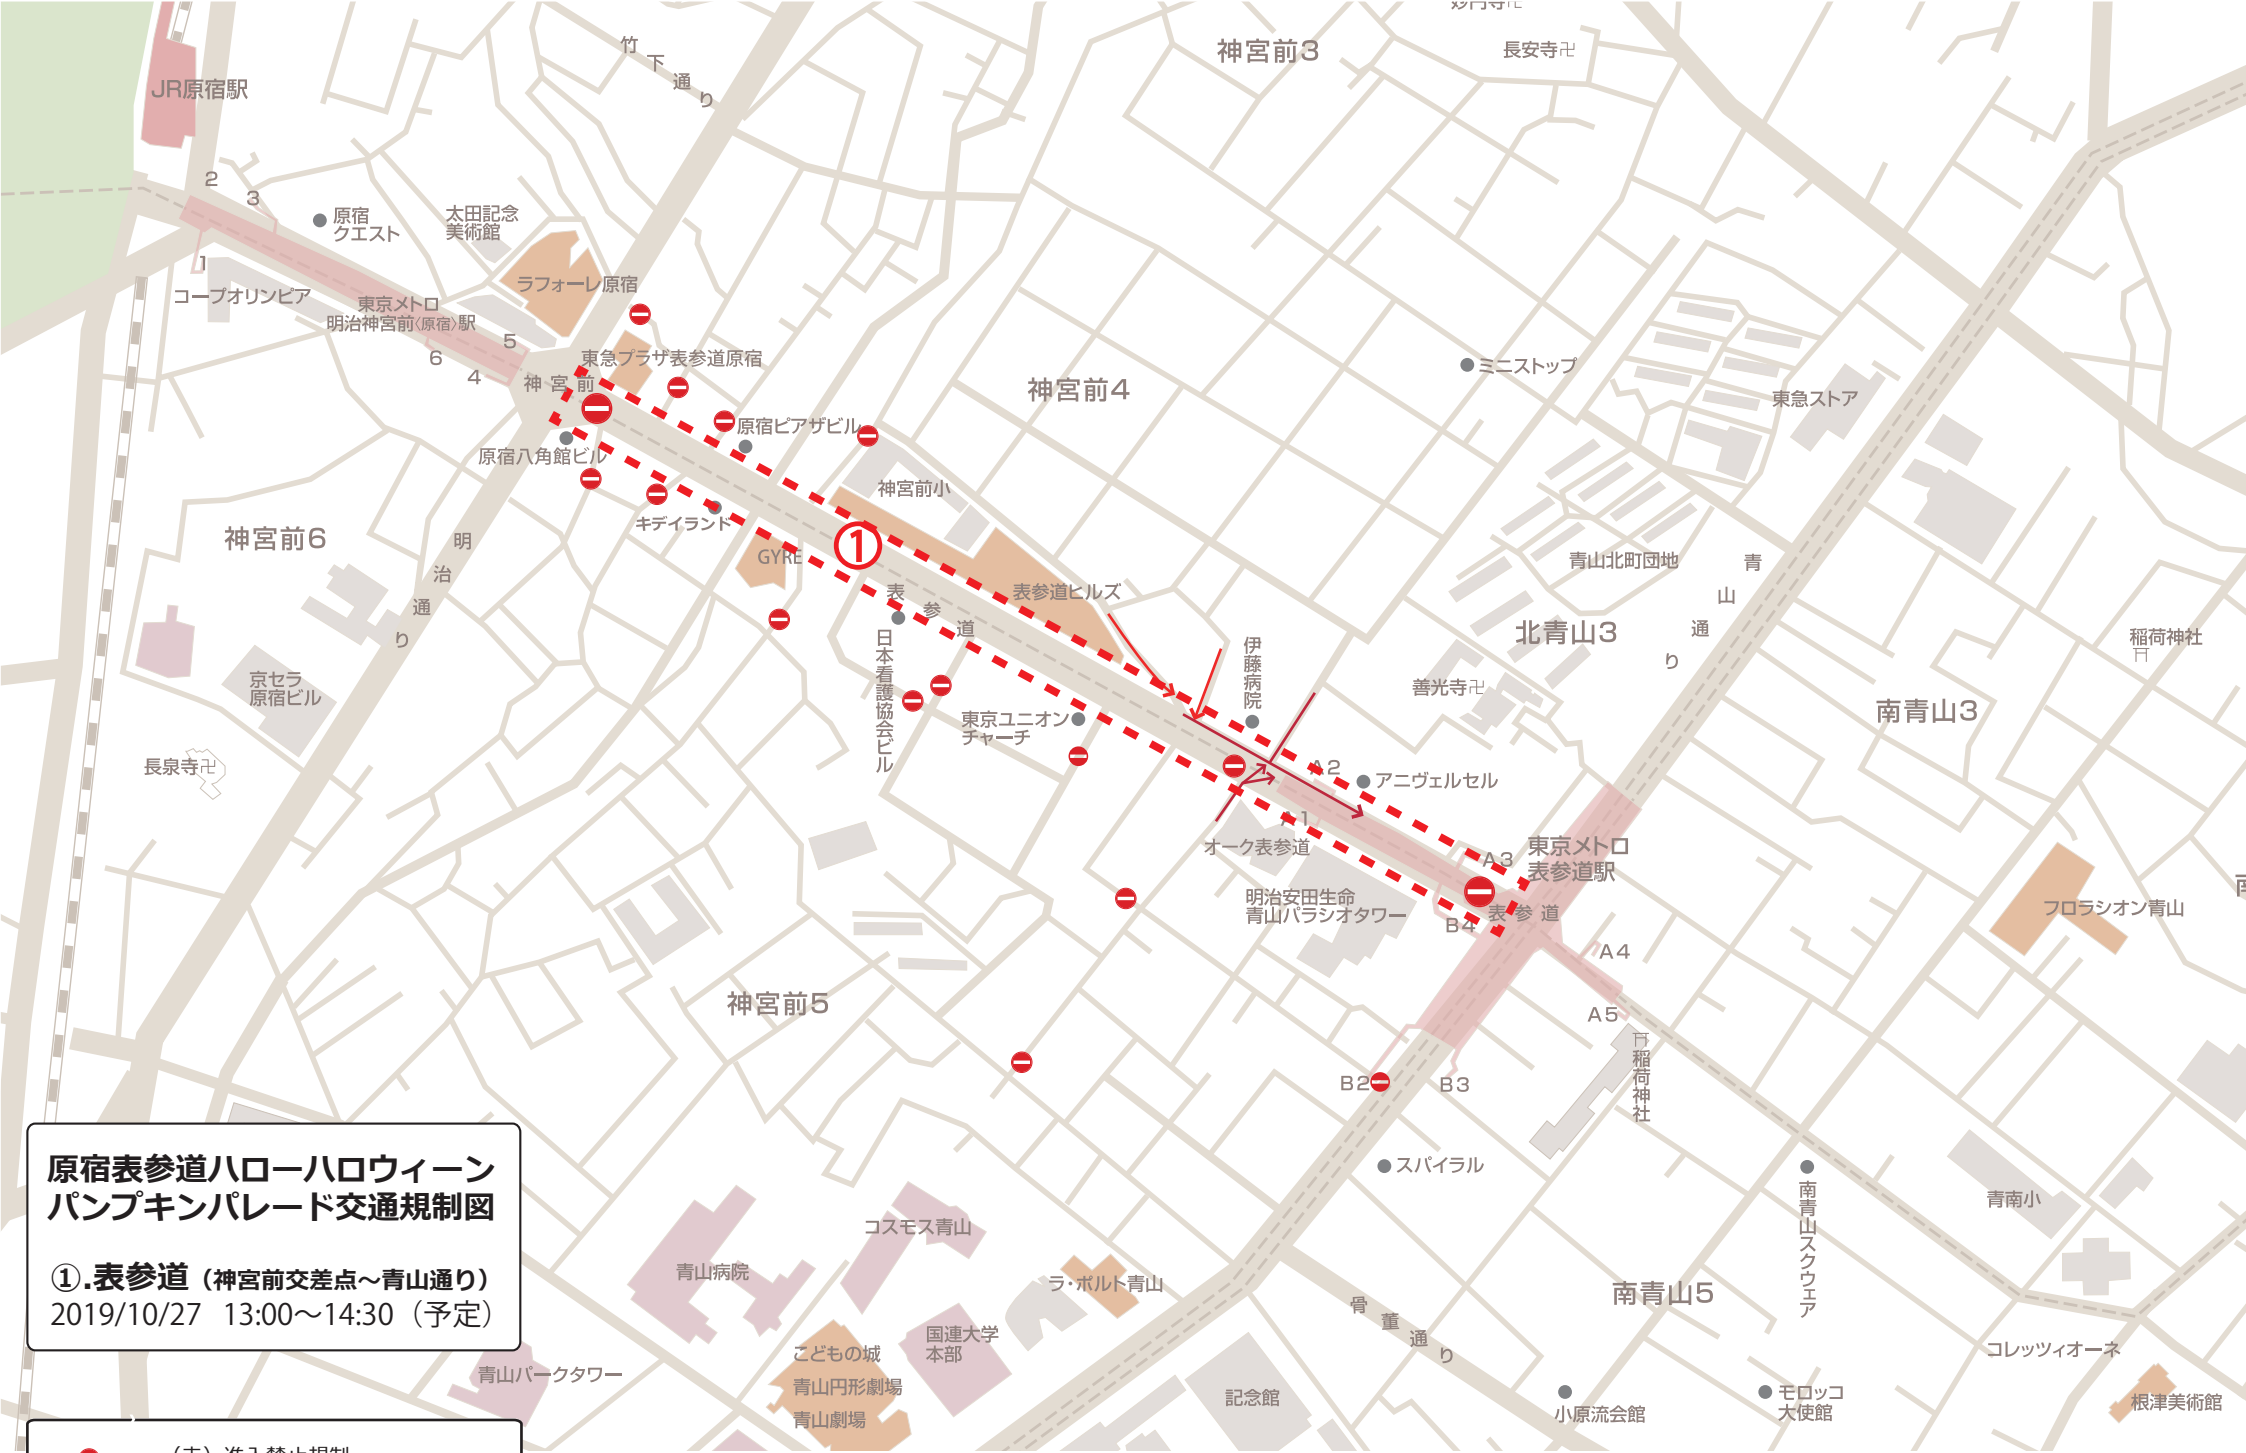 妙円寺卍
神宮前3
長安寺卍
竹下通り
JR原宿駅
2
3
原宿
クエスト
太田記念
美術館
1
コープオリンピア
ラフォーレ原宿
東京メトロ
明治神宮前〈原宿〉駅
5
6
4
神宮前
東急プラザ表参道原宿
原宿ピアザビル
原宿八角館ビル
神宮前4
ミニストップ
東急ストア
神宮前小
キデイランド
GYRE
①
表参道
表参道ヒルズ
神宮前6
明治通り
青山北町団地
青山通り
北青山3
稲荷神社
京セラ
原宿ビル
日本看護協会ビル
伊藤病院
善光寺卍
南青山3
東京ユニオン
チャーチ
長泉寺卍
A2
アニヴェルセル
A1
オーク表参道
東京メトロ
表参道駅
A3
明治安田生命
青山パラシオタワー
B4
表参道
フロラシオン青山
A4
A5
神宮前5
稲荷神社
B2
B3
スパイラル
原宿表参道ハローハロウィーン
パンプキンパレード交通規制図
①.表参道（神宮前交差点～青山通り）
2019/10/27 13:00～14:30（予定）
南青山スクウェア
青南小
コスモス青山
青山病院
ラ・ポルト青山
南青山5
骨董通り
国連大学
本部
こどもの城
青山円形劇場
青山劇場
青山パークタワー
記念館
コレッツィオーネ
小原流会館
モロッコ
大使館
根津美術館